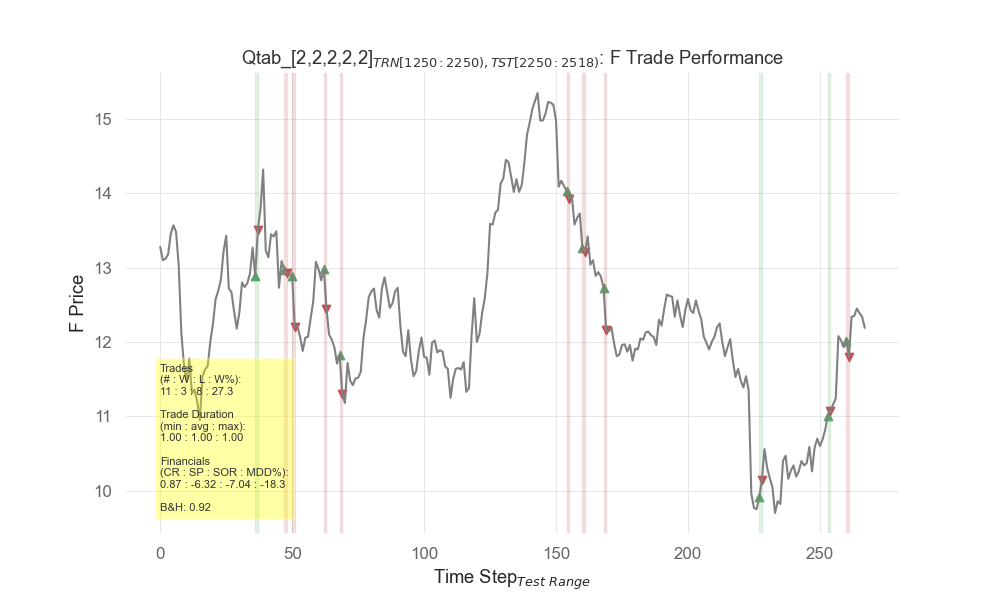 Qtab_[2,2,2,2,2]TRN[1250:2250),TST[2250:2518): F Trade Performance
15
14
13
12
11
10
F Price
Trades
(# : W : L : W%):
11 : 3 : 8 : 27.3
Trade Duration
(min : avg : max):
1.00 : 1.00 : 1.00
Financials
(CR : SP : SOR : MDD%):
0.87 : -6.32 : -7.04 : -18.3
B&H: 0.92
0 50 100 150 200 250
Time StepTest Range